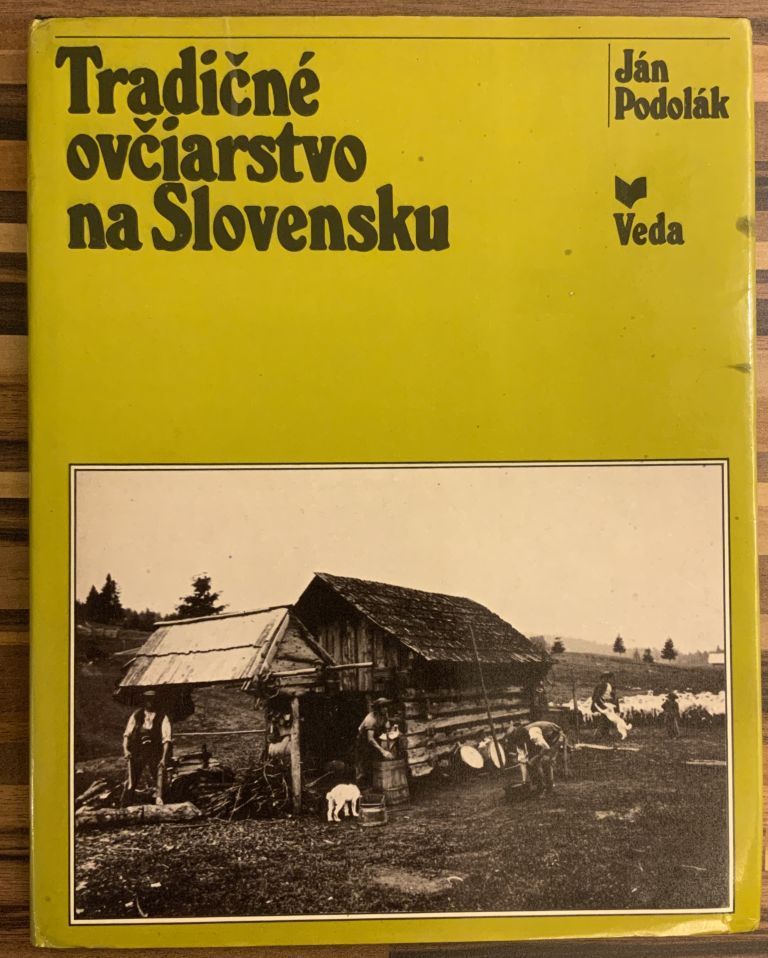 Tradičné
ovčiarstvo
na Slovensku
Ján
Podolák
Veda